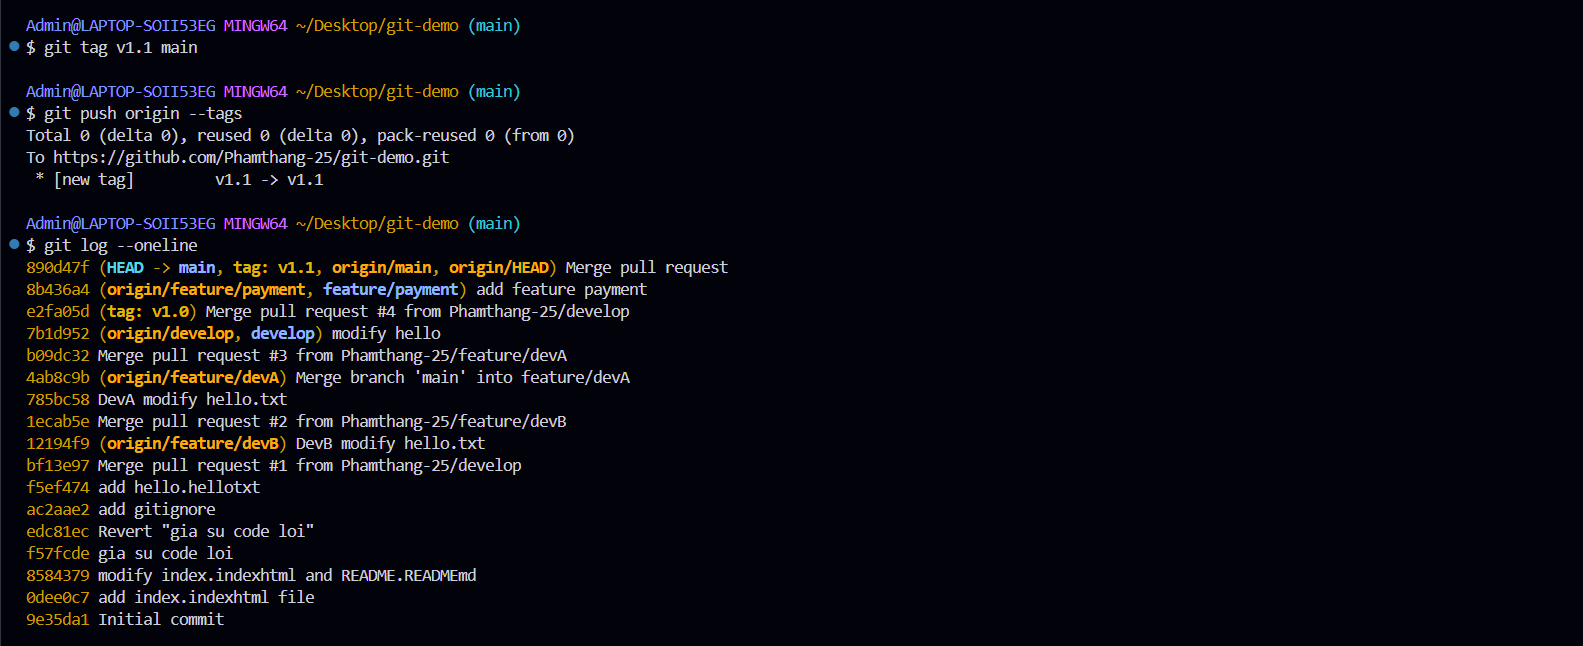 Admin@LAPTOP-SOII53EG MINGW64 ~/Desktop/git-demo (main)
$ git tag v1.1 main
Admin@LAPTOP-SOII53EG MINGW64 ~/Desktop/git-demo (main)
$ git push origin --tags
Total 0 (delta 0), reused 0 (delta 0), pack-reused 0 (from 0)
To https://github.com/Phamthang-25/git-demo.git
 * [new tag]         v1.1 -> v1.1
Admin@LAPTOP-SOII53EG MINGW64 ~/Desktop/git-demo (main)
$ git log --oneline
890d47f (HEAD -> main, tag: v1.1, origin/main, origin/HEAD) Merge pull request
8b436a4 (origin/feature/payment, feature/payment) add feature payment
e2fa05d (tag: v1.0) Merge pull request #4 from Phamthang-25/develop
7b1d952 (origin/develop, develop) modify hello
b09dc32 Merge pull request #3 from Phamthang-25/feature/devA
4ab8c9b (origin/feature/devA) Merge branch 'main' into feature/devA
785bc58 DevA modify hello.txt
1ecab5e Merge pull request #2 from Phamthang-25/feature/devB
12194f9 (origin/feature/devB) DevB modify hello.txt
bf13e97 Merge pull request #1 from Phamthang-25/develop
f5ef474 add hello.hellotxt
ac2aae2 add gitignore
edc81ec Revert "gia su code loi"
f57fcde gia su code loi
8584379 modify index.indexhtml and README.READMEmd
0dee0c7 add index.indexhtml file
9e35da1 Initial commit